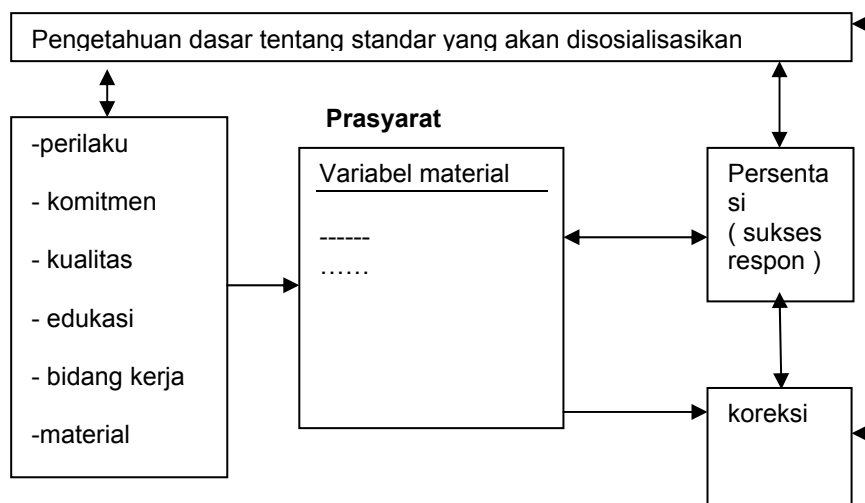 Pengetahuan dasar tentang standar yang akan disosialisasikan
-perilaku
- komitmen
- kualitas
- edukasi
- bidang kerja
-material
Prasyarat
Variabel material
------
……
Persenta
si
( sukses
respon )
koreksi